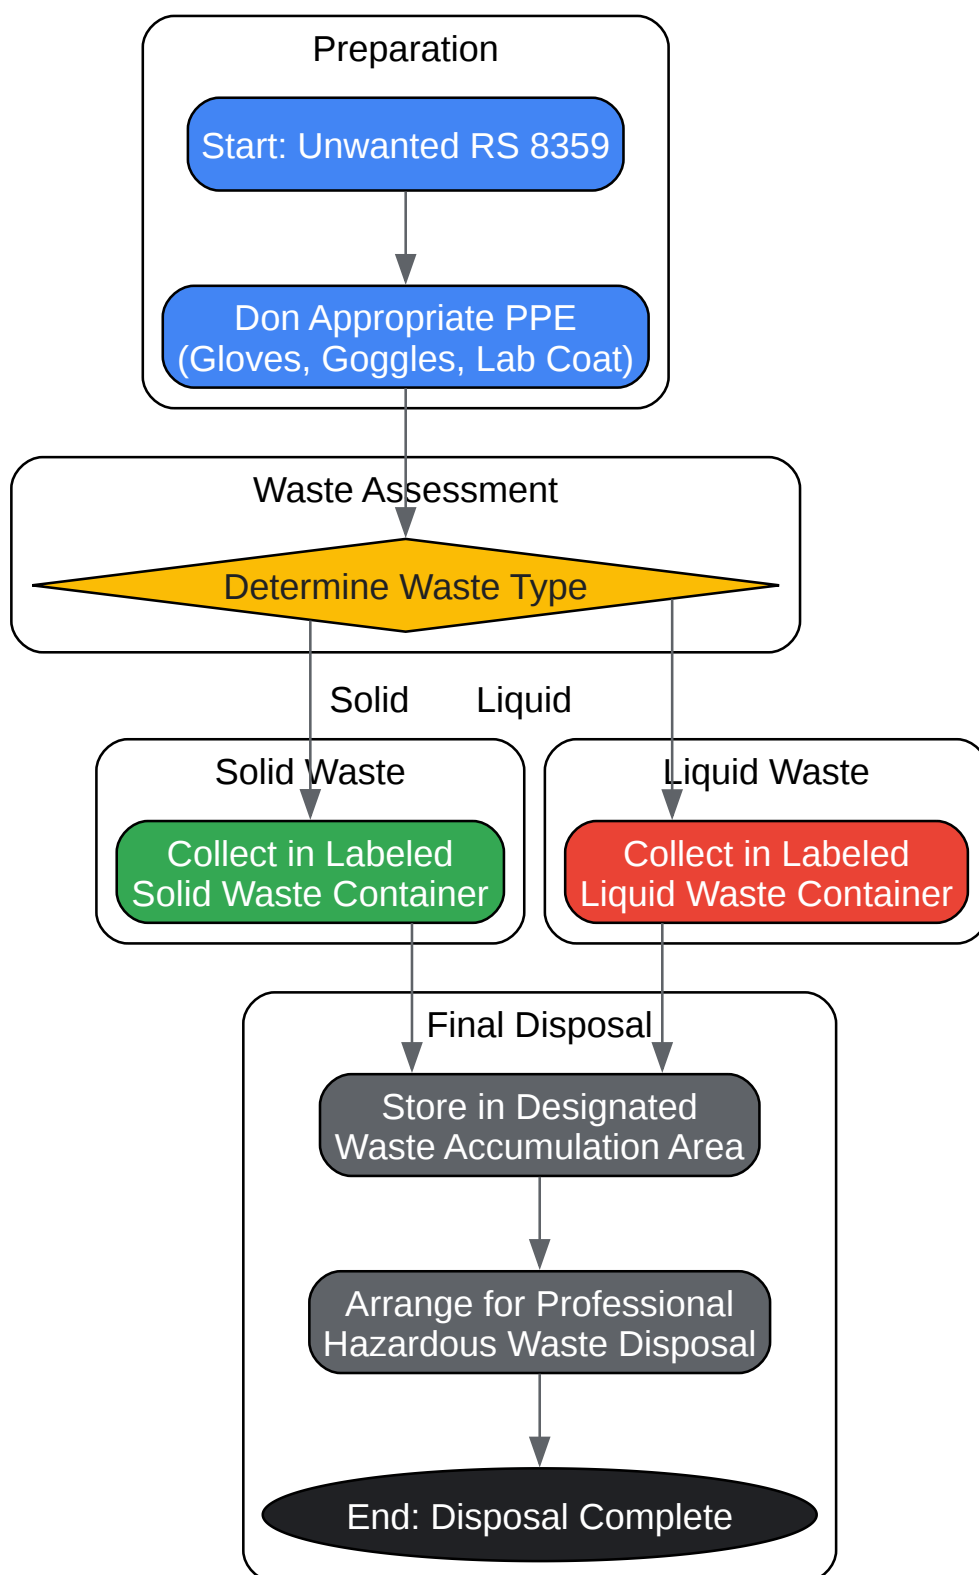 Preparation
Start: Unwanted RS 8359
Don Appropriate PPE
(Gloves, Goggles, Lab Coat)
Waste Assessment
Determine Waste Type
Solid
Liquid
Solid Waste
Liquid Waste
Collect in Labeled
Solid Waste Container
Collect in Labeled
Liquid Waste Container
Final Disposal
Store in Designated
Waste Accumulation Area
Arrange for Professional
Hazardous Waste Disposal
End: Disposal Complete